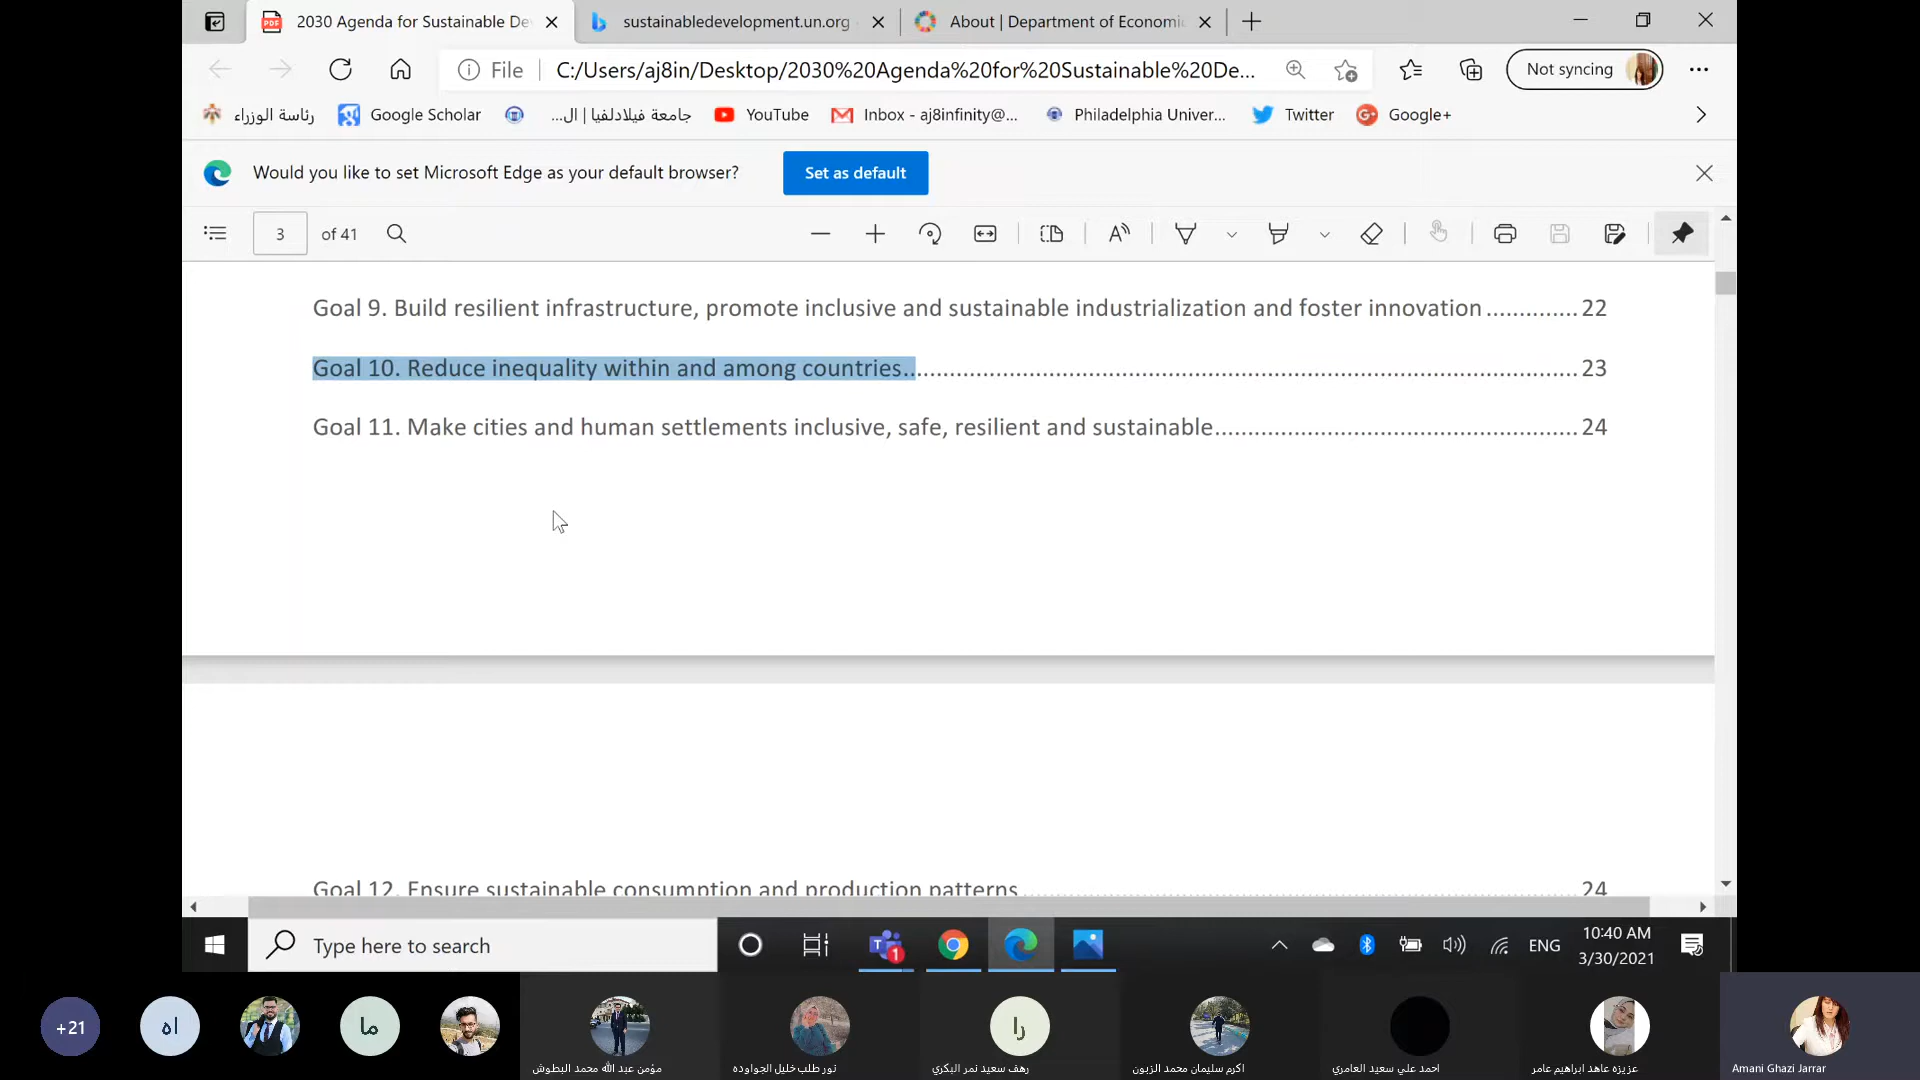 2030 Agenda for Sustainable De
sustainabledevelopment.un.org
About | Department of Economic
File
C:/Users/aj8in/Desktop/2030%20Agenda%20for%20Sustainable%20De...
Not syncing
رئاسة الوزراء
Google Scholar
جامعة فيلادلفيا | ال...
YouTube
Inbox - aj8infinity@...
Philadelphia Univer...
Twitter
Google+
Would you like to set Microsoft Edge as your default browser?
Set as default
3 of 41
Goal 9. Build resilient infrastructure, promote inclusive and sustainable industrialization and foster innovation .............. 22
Goal 10. Reduce inequality within and among countries.......................................................................................... 23
Goal 11. Make cities and human settlements inclusive, safe, resilient and sustainable.................................................. 24
Goal 12. Ensure sustainable consumption and production patterns .......................................................................... 24
Type here to search
1
ENG
10:40 AM
3/30/2021
+21
اه
ما
را
مؤمن عبد الله محمد البطوش
نور طلب خليل الجواوده
رهف سعيد نمر البكري
اكرم سليمان محمد الزبون
احمد علي سعيد العامري
عزيزه عاهد ابراهيم عامر
Amani Ghazi Jarrar